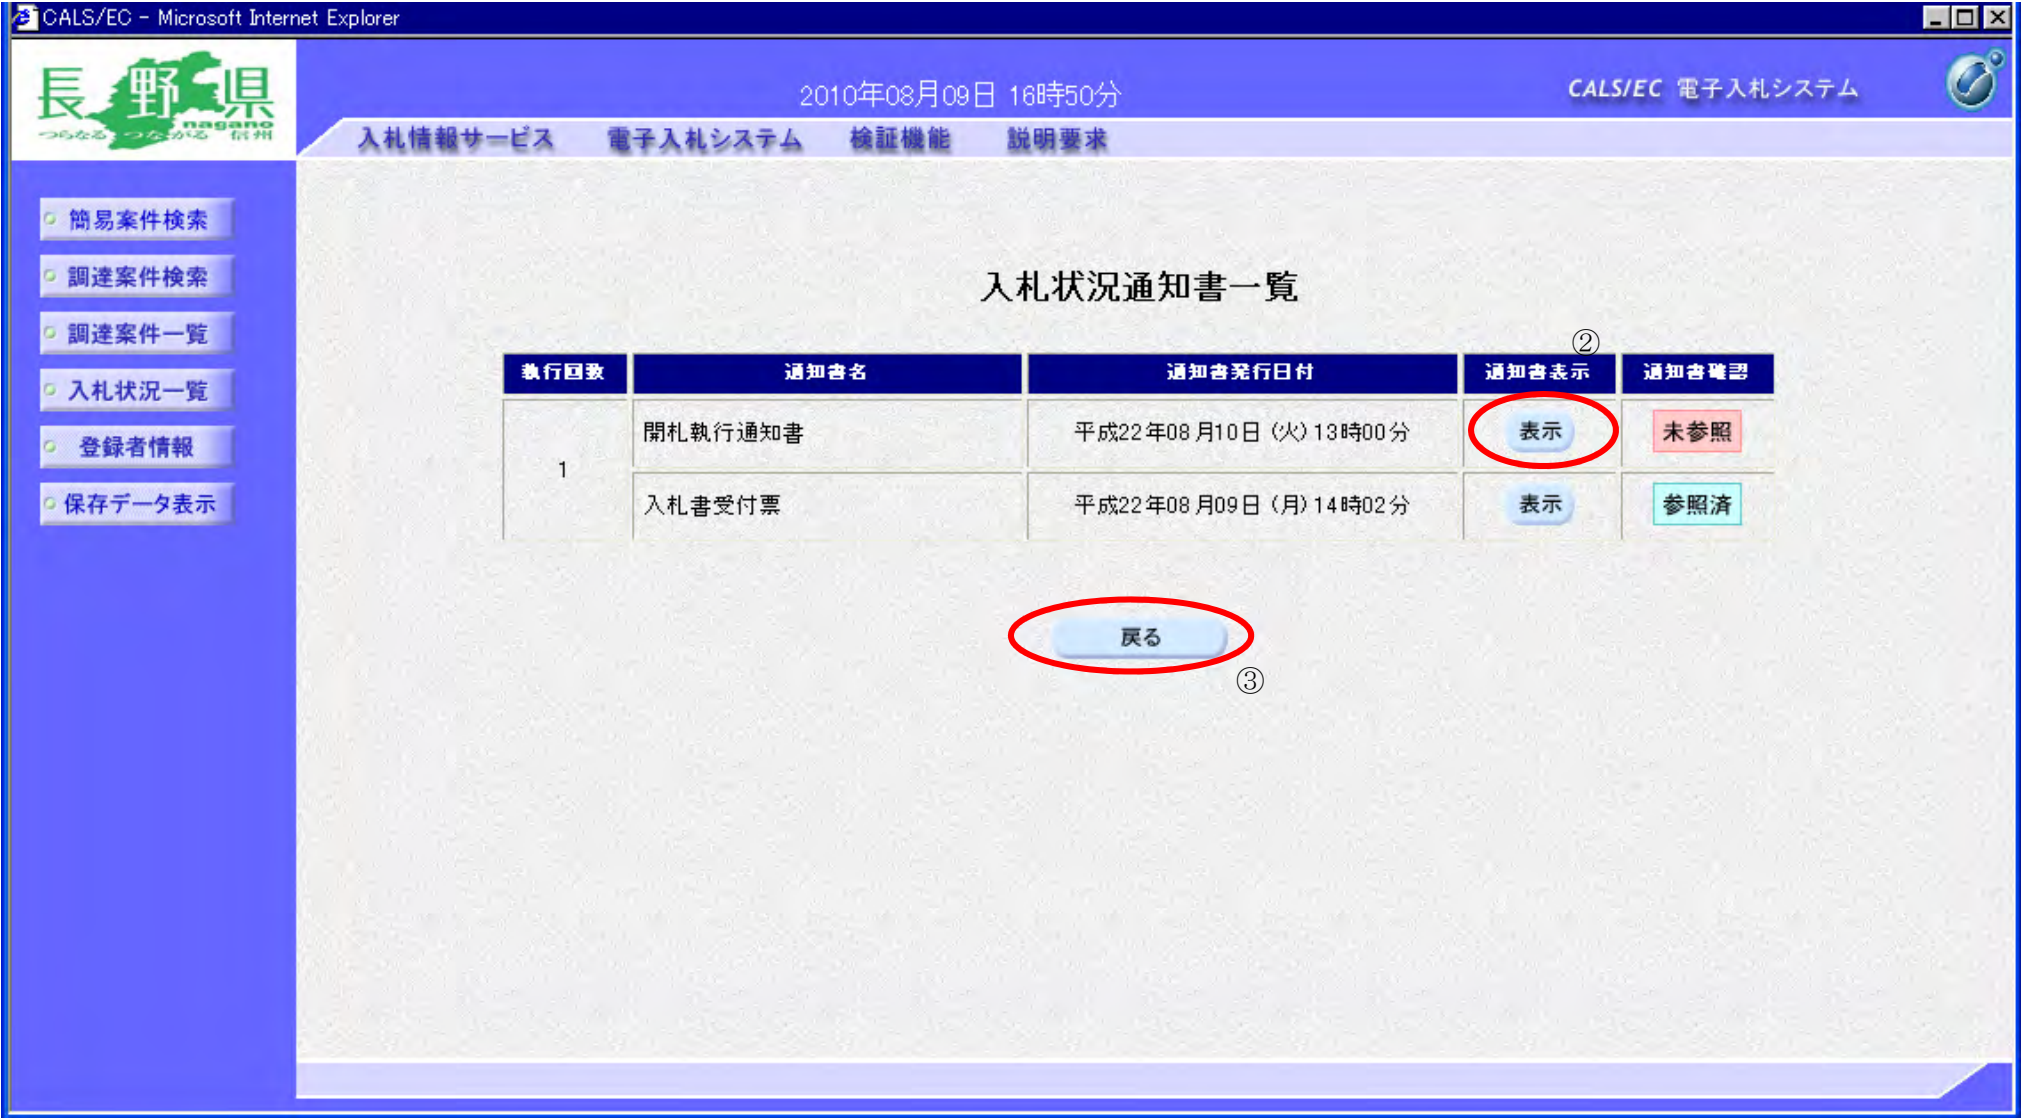 CALS/EC - Microsoft Internet Explorer
長野県
nagano
つらなる つながる 信州
2010年08月09日 16時50分
CALS/EC 電子入札システム
入札情報サービス 電子入札システム 検証機能 説明要求
簡易案件検索
調達案件検索
調達案件一覧
入札状況一覧
登録者情報
保存データ表示
入札状況通知書一覧
②
執行回数 通知書名 通知書発行日付 通知書表示 通知書確認
1
開札執行通知書 平成22年08月10日 (火) 13時00分 表示 未参照
入札書受付票 平成22年08月09日 (月) 14時02分 表示 参照済
戻る
③